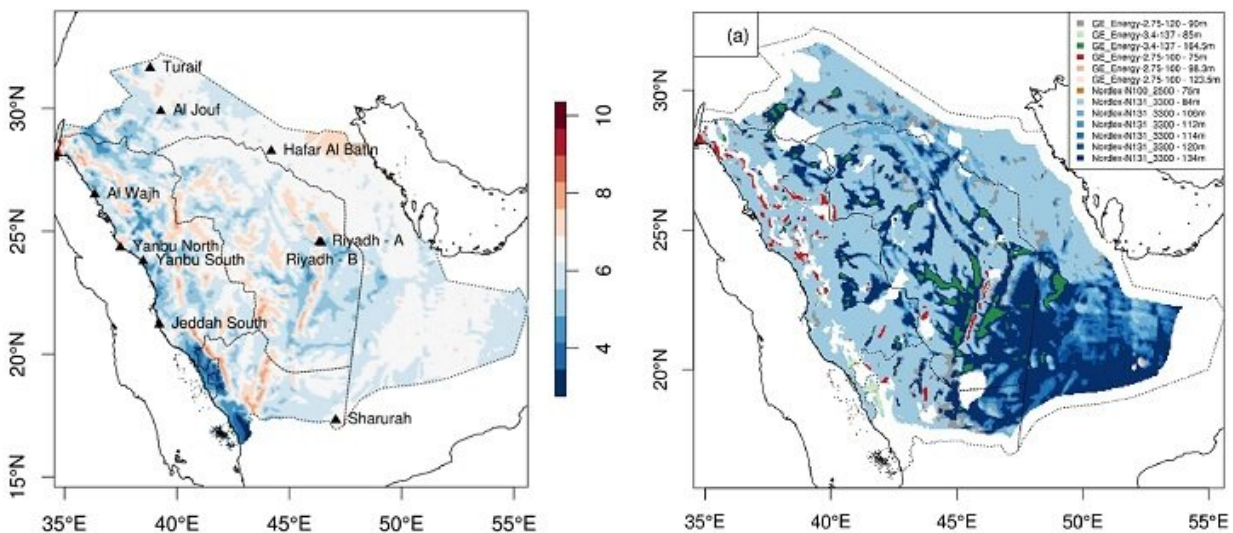 Turaif
Al Jouf
Hafar Al Batin
Al Wajh
Yanbu North
Yanbu South
Riyadh - A
Riyadh - B
Jeddah South
Sharurah
30°N
25°N
20°N
15°N
35°E
40°E
45°E
50°E
55°E
10
8
6
4
(a)
GE_Energy-2.75-120 - 90m
GE_Energy-3.4-137 - 85m
GE_Energy-3.4-137 - 164.5m
GE_Energy-2.75-100 - 75m
GE_Energy-2.75-100 - 98.3m
GE_Energy-2.75-100 - 123.5m
Nordex-N100_2500 - 75m
Nordex-N131_3300 - 84m
Nordex-N131_3300 - 106m
Nordex-N131_3300 - 112m
Nordex-N131_3300 - 114m
Nordex-N131_3300 - 120m
Nordex-N131_3300 - 134m
30°N
25°N
20°N
35°E
40°E
45°E
50°E
55°E